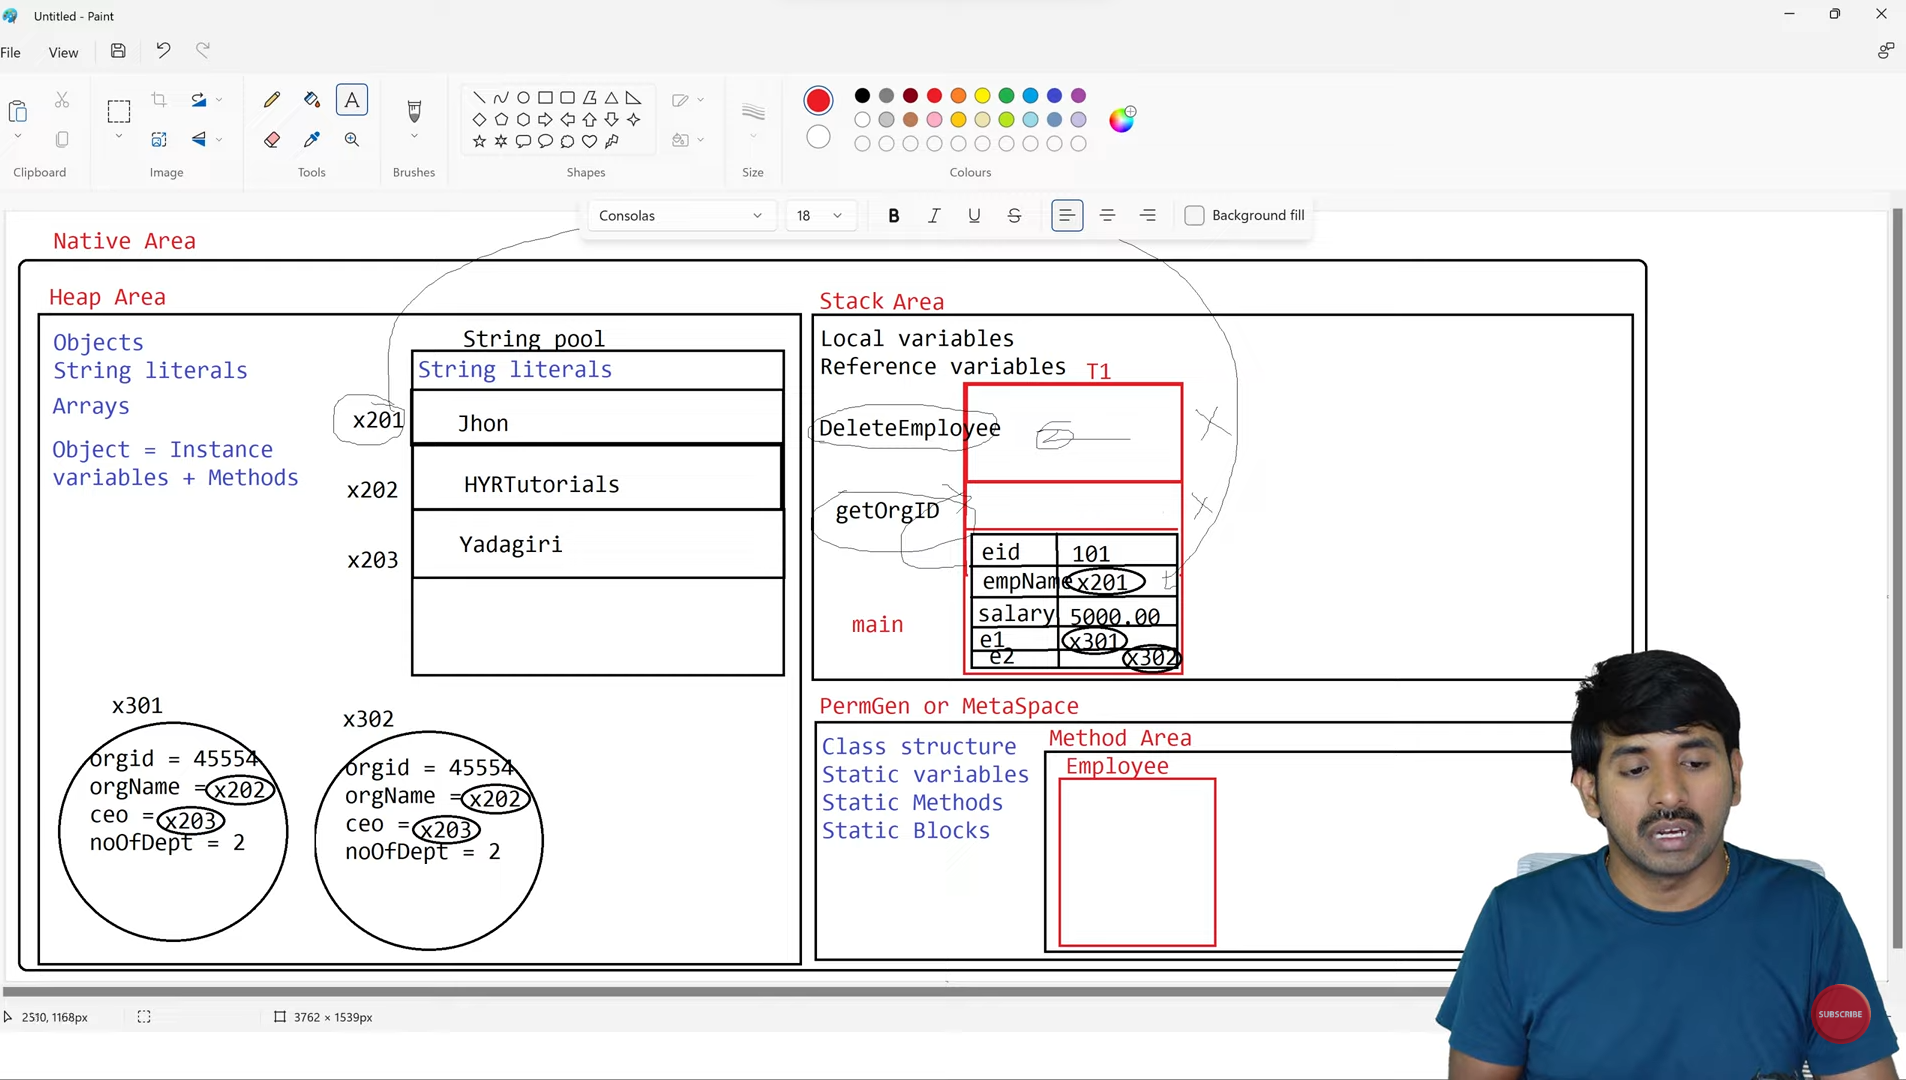 Untitled - Paint
File
View
Clipboard
Image
Tools
Brushes
Shapes
Size
Colours
Consolas
18
B
I
U
S
Background fill
Native Area
Heap Area
Objects
String literals
Arrays
Object = Instance
variables + Methods
String pool
String literals
x201
Jhon
x202
HYRTutorials
x203
Yadagiri
x301
orgid = 45554
orgName = x202
ceo = x203
noOfDept = 2
x302
orgid = 45554
orgName = x202
ceo = x203
noOfDept = 2
Stack Area
Local variables
Reference variables
T1
DeleteEmployee
getOrgID
main
eid 101
empName x201
salary 5000.00
e1 x301
e2 x302
PermGen or MetaSpace
Class structure
Static variables
Static Methods
Static Blocks
Method Area
Employee
SUBSCRIBE
2510, 1168px
3762 × 1539px